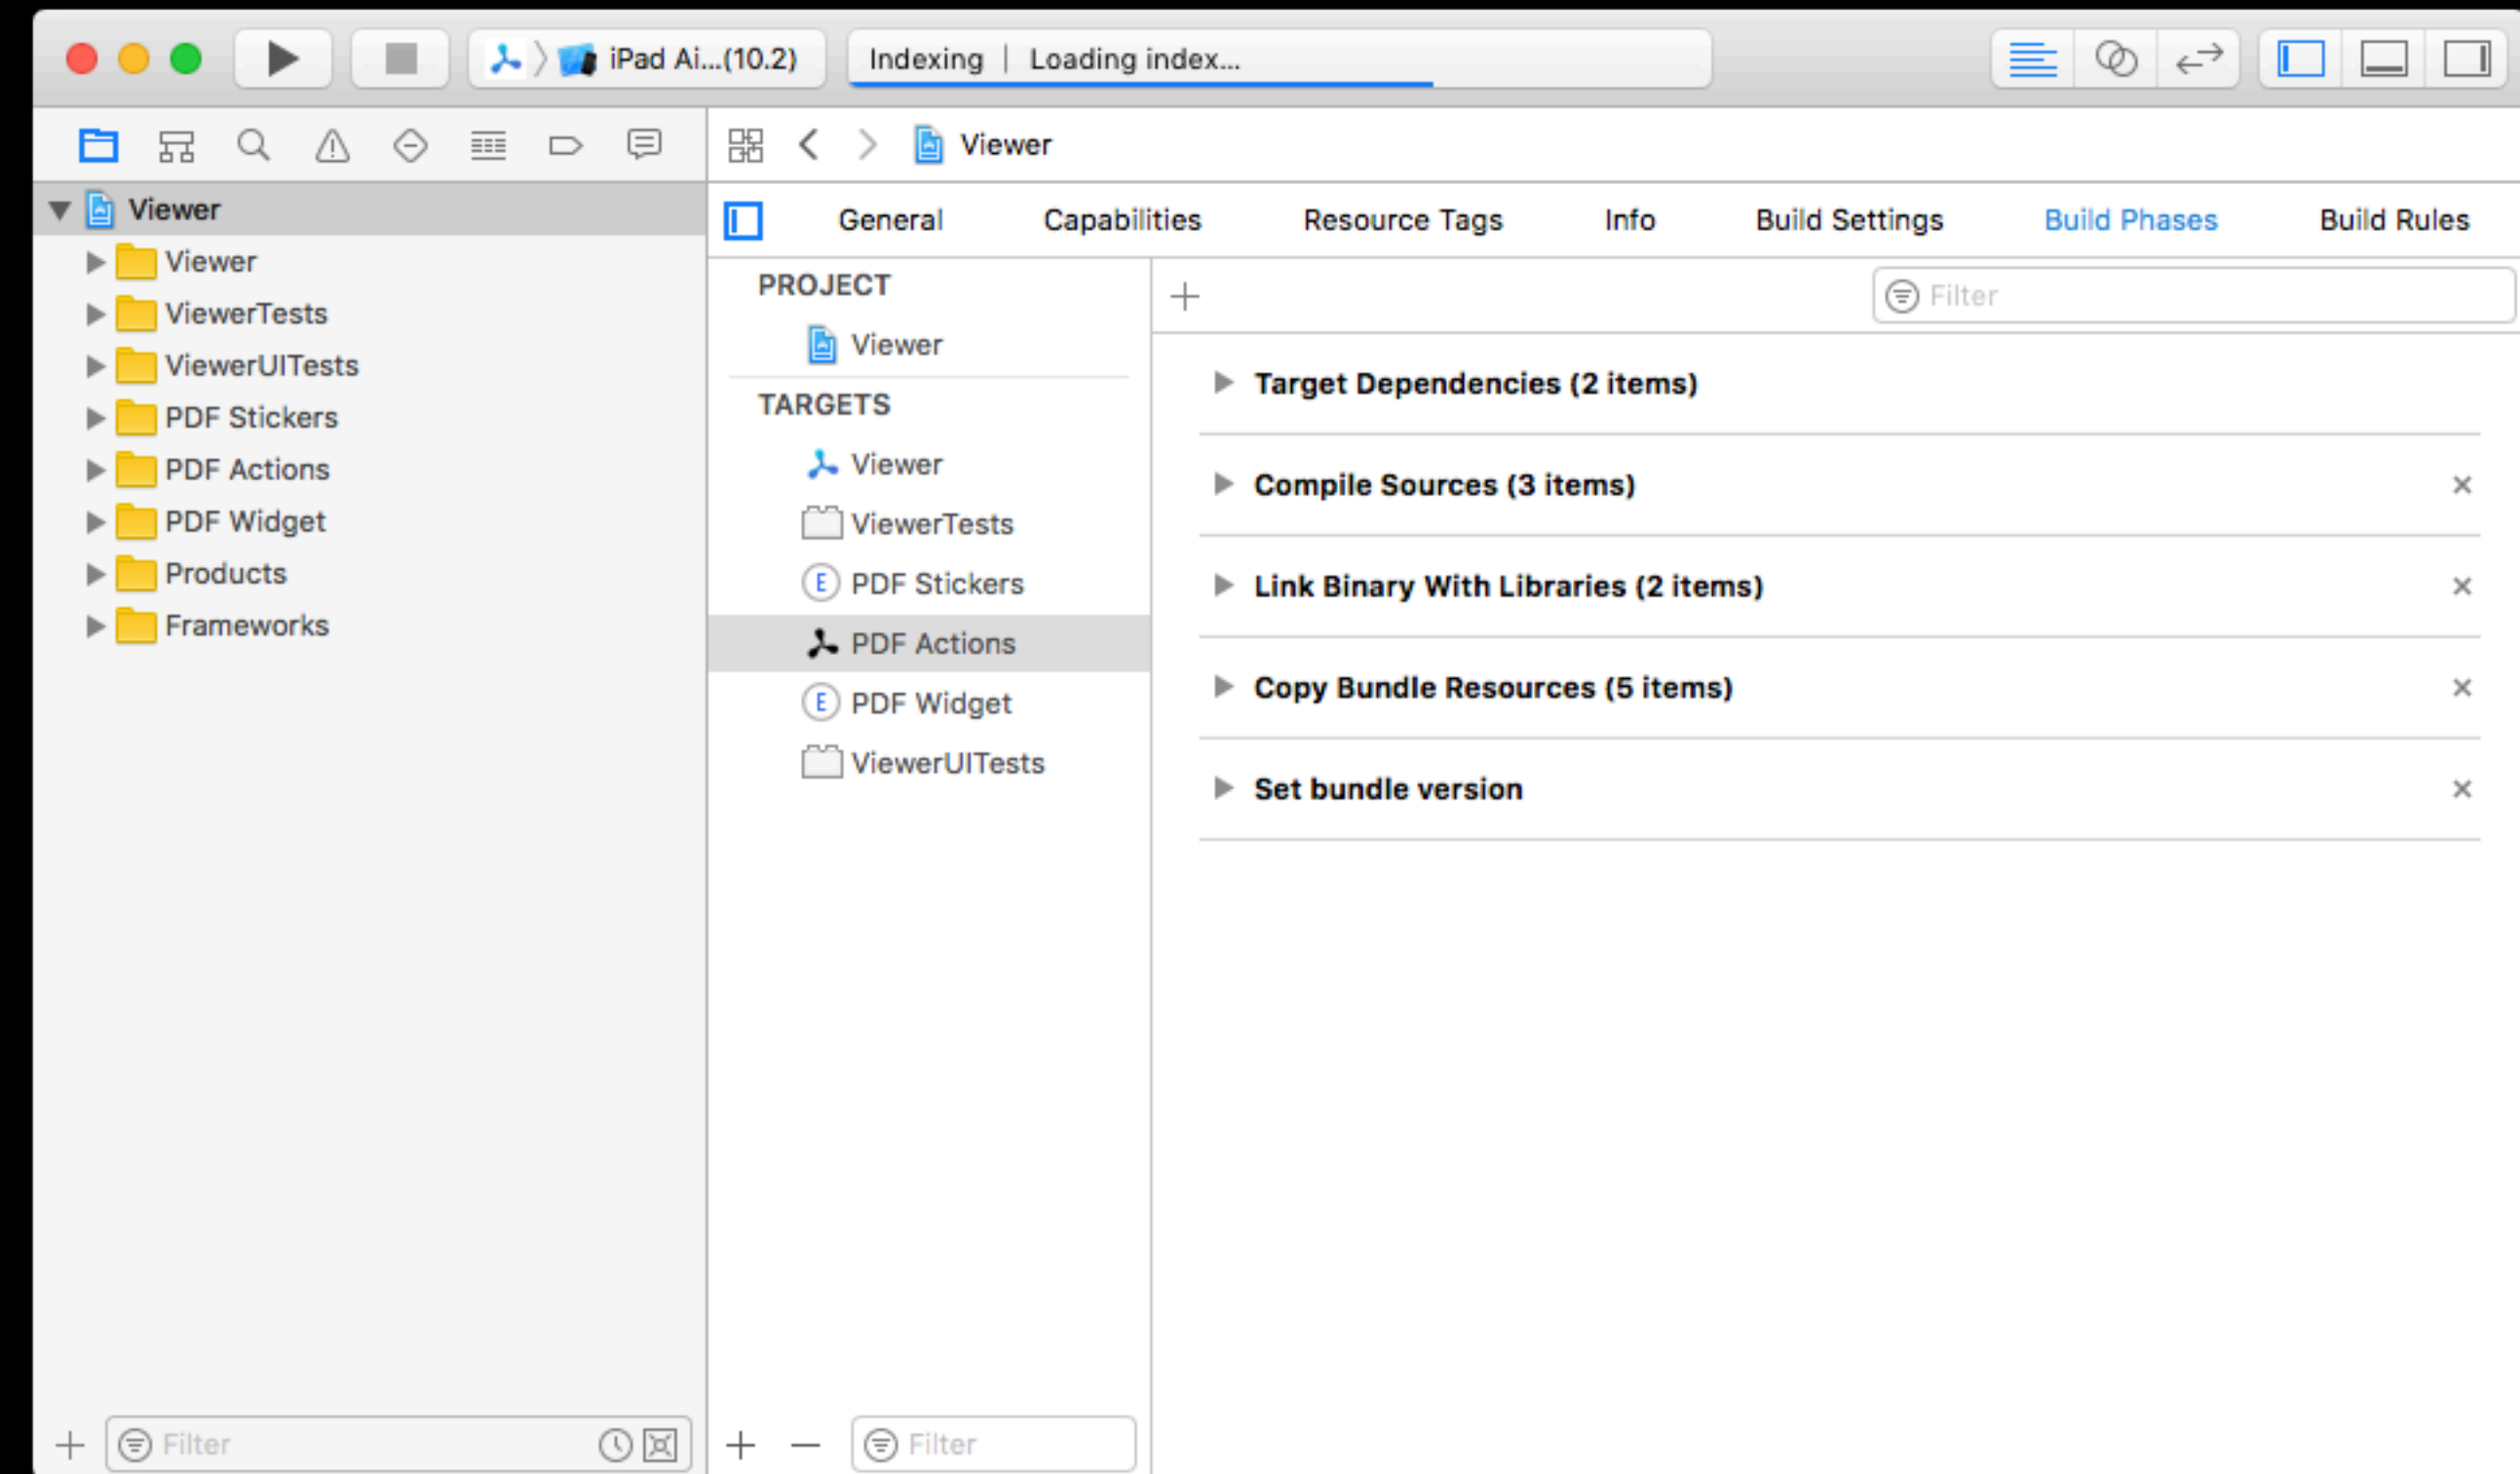 iPad Ai...(10.2)
Indexing | Loading index...
Viewer
Viewer
ViewerTests
ViewerUITests
PDF Stickers
PDF Actions
PDF Widget
Products
Frameworks
Filter
Viewer
General Capabilities Resource Tags Info Build Settings Build Phases Build Rules
PROJECT
Viewer
TARGETS
Viewer
ViewerTests
E PDF Stickers
PDF Actions
E PDF Widget
ViewerUITests
Filter
Filter
Target Dependencies (2 items)
Compile Sources (3 items)
Link Binary With Libraries (2 items)
Copy Bundle Resources (5 items)
Set bundle version